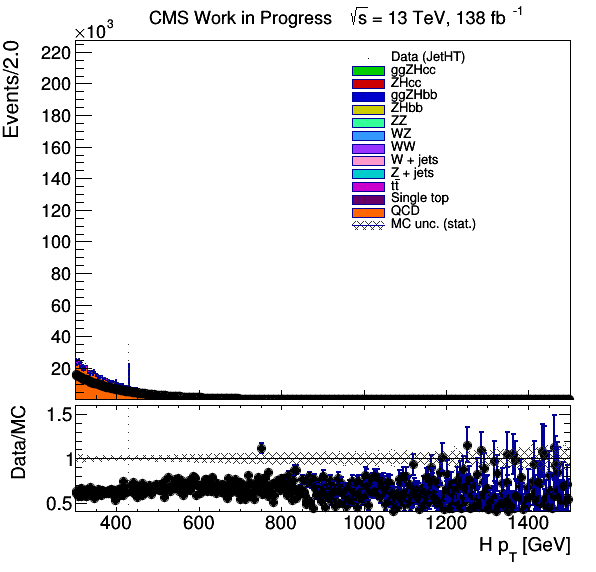 CMS Work in Progress √s = 13 TeV, 138 fb⁻¹
×10³
Events/2.0
220
200
180
160
140
120
100
80
60
40
20
Data (JetHT)
ggZHcc
ZHcc
ggZHbb
ZHbb
ZZ
WZ
WW
W + jets
Z + jets
tt̄
Single top
QCD
MC unc. (stat.)
Data/MC
1.5
1
0.5
400 600 800 1000 1200 1400
H p_T [GeV]